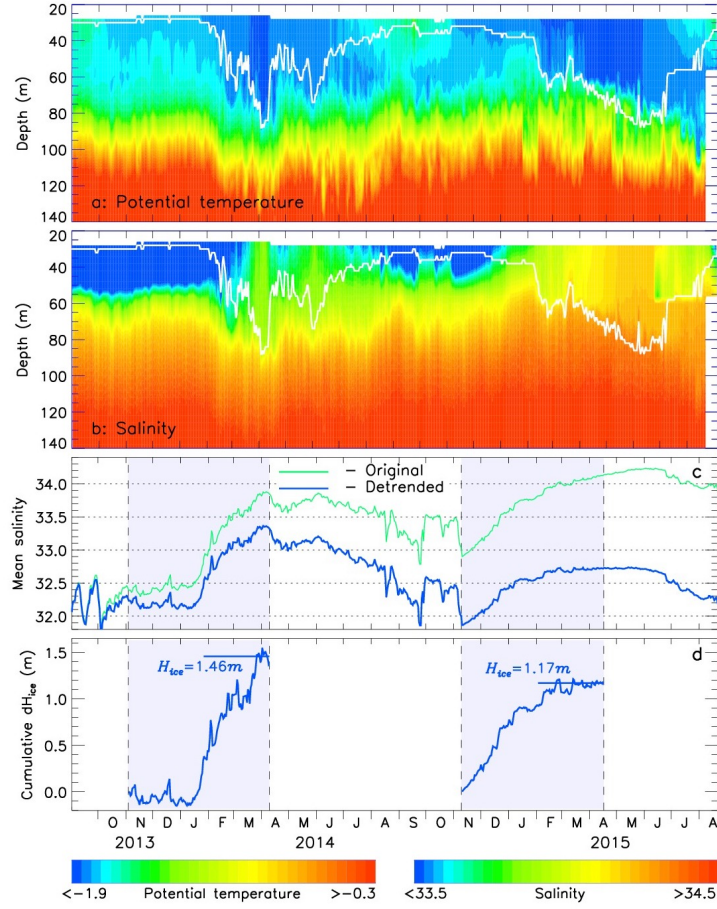 20
40
60
80
100
120
140
Depth (m)
a: Potential temperature
20
40
60
80
100
120
140
Depth (m)
b: Salinity
34.0
33.5
33.0
32.5
32.0
Mean salinity
– Original
– Detrended
c
1.5
1.0
0.5
0.0
Cumulative dHice (m)
Hice=1.46m
Hice=1.17m
d
O N D J F M A M J J A S O N D J F M A M J J A
2013 2014 2015
<-1.9 Potential temperature >-0.3
<33.5 Salinity >34.5